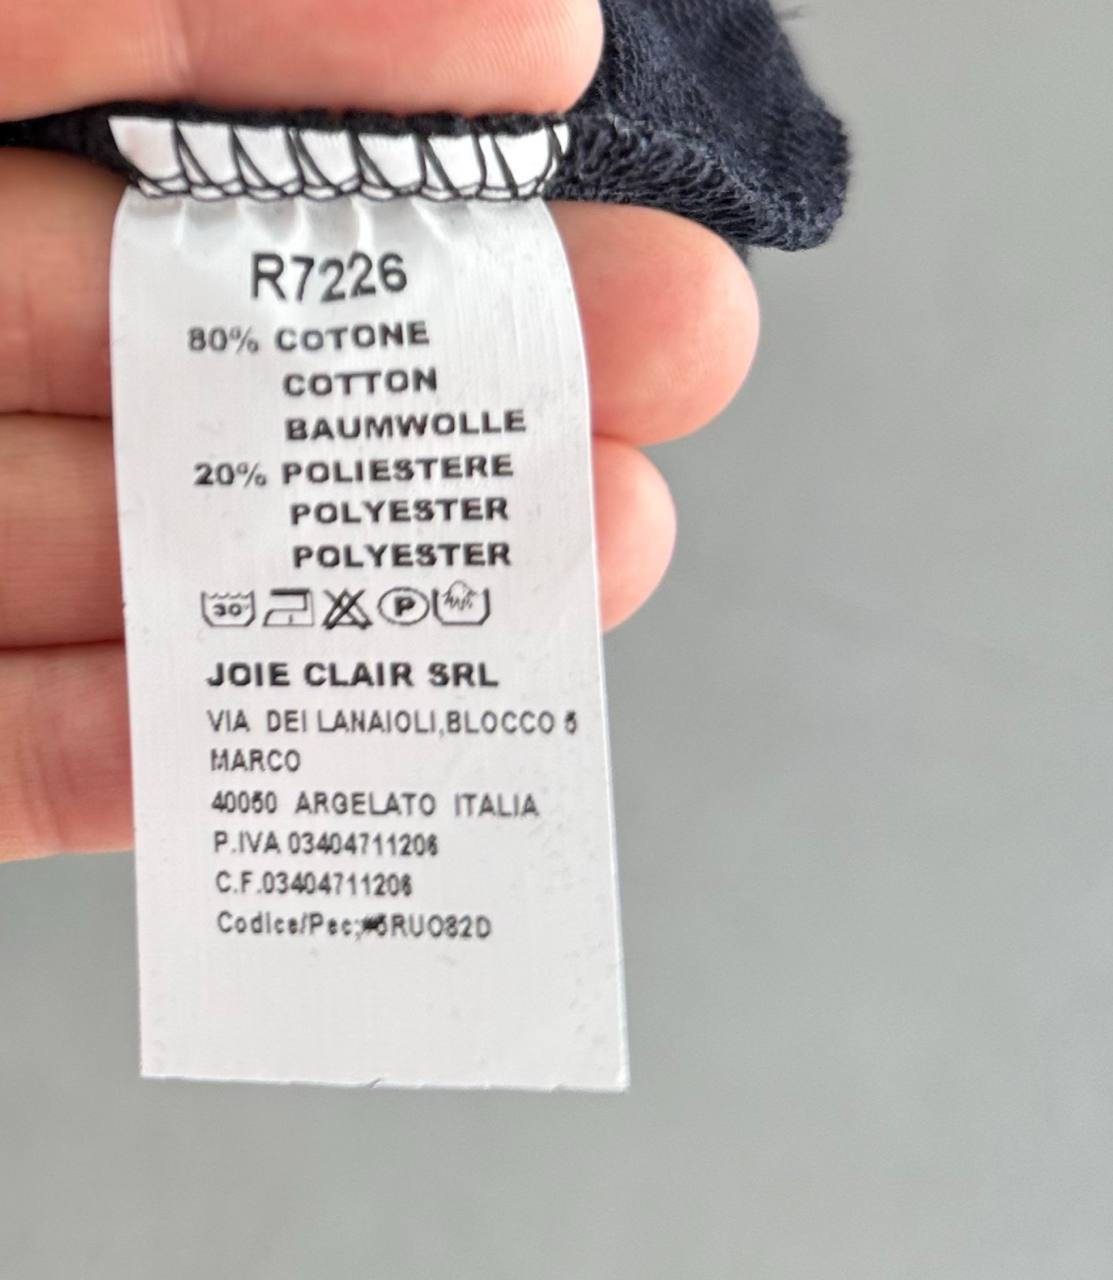 R7226
80% COTONE
COTTON
BAUMWOLLE
20% POLIESTERE
POLYESTER
POLYESTER
30° P
JOIE CLAIR SRL
VIA DEI LANAIOLI,BLOCCO 5
MARCO
40050 ARGELATO ITALIA
P.IVA 03404711206
C.F.03404711206